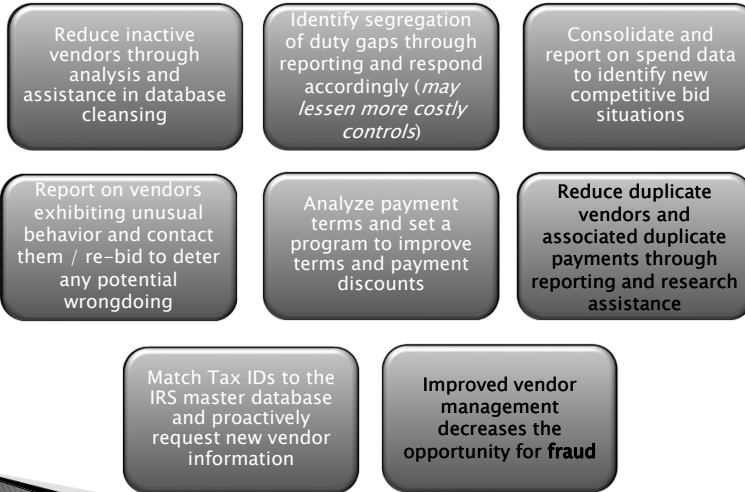 Reduce inactive
vendors through
analysis and
assistance in database
cleansing
Identify segregation
of duty gaps through
reporting and respond
accordingly (may
lessen more costly
controls)
Consolidate and
report on spend data
to identify new
competitive bid
situations
Report on vendors
exhibiting unusual
behavior and contact
them / re-bid to deter
any potential
wrongdoing
Analyze payment
terms and set a
program to improve
terms and payment
discounts
Reduce duplicate
vendors and
associated duplicate
payments through
reporting and research
assistance
Match Tax IDs to the
IRS master database
and proactively
request new vendor
information
Improved vendor
management
decreases the
opportunity for fraud